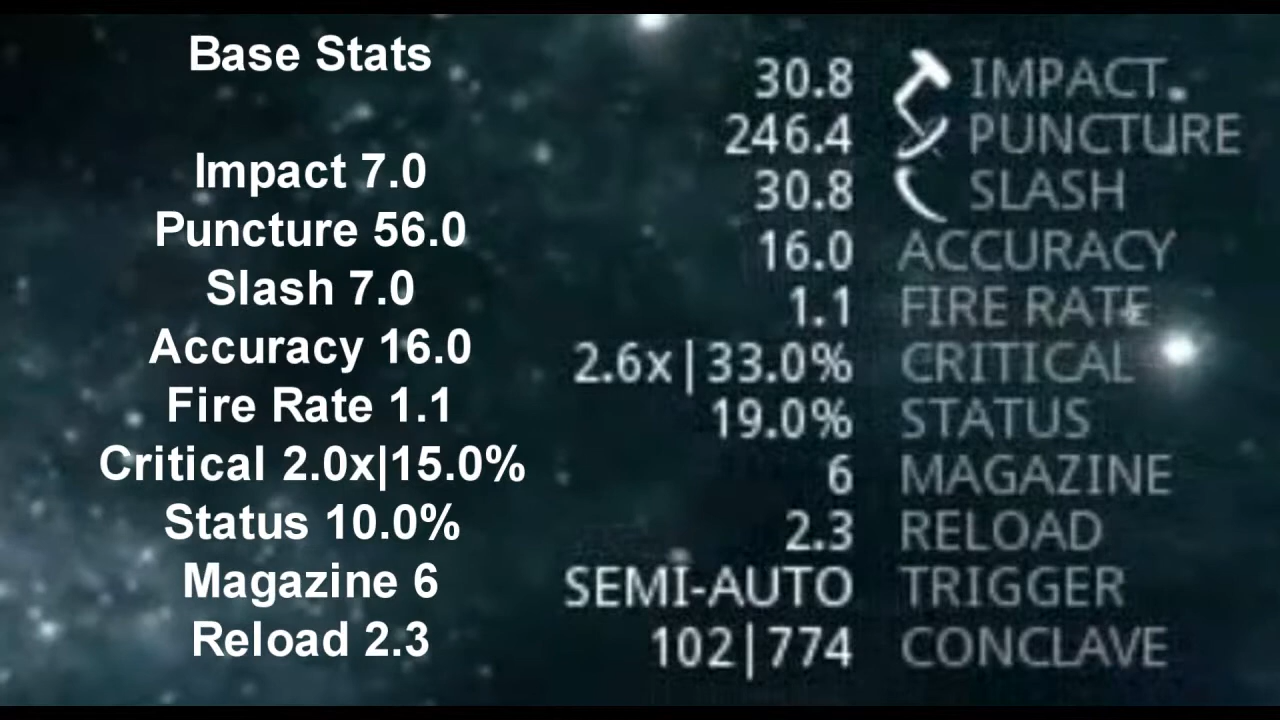 Base Stats
Impact 7.0
Puncture 56.0
Slash 7.0
Accuracy 16.0
Fire Rate 1.1
Critical 2.0x|15.0%
Status 10.0%
Magazine 6
Reload 2.3
30.8 IMPACT
246.4 PUNCTURE
30.8 SLASH
16.0 ACCURACY
1.1 FIRE RATE
2.6x|33.0% CRITICAL
19.0% STATUS
6 MAGAZINE
2.3 RELOAD
SEMI-AUTO TRIGGER
102|774 CONCLAVE